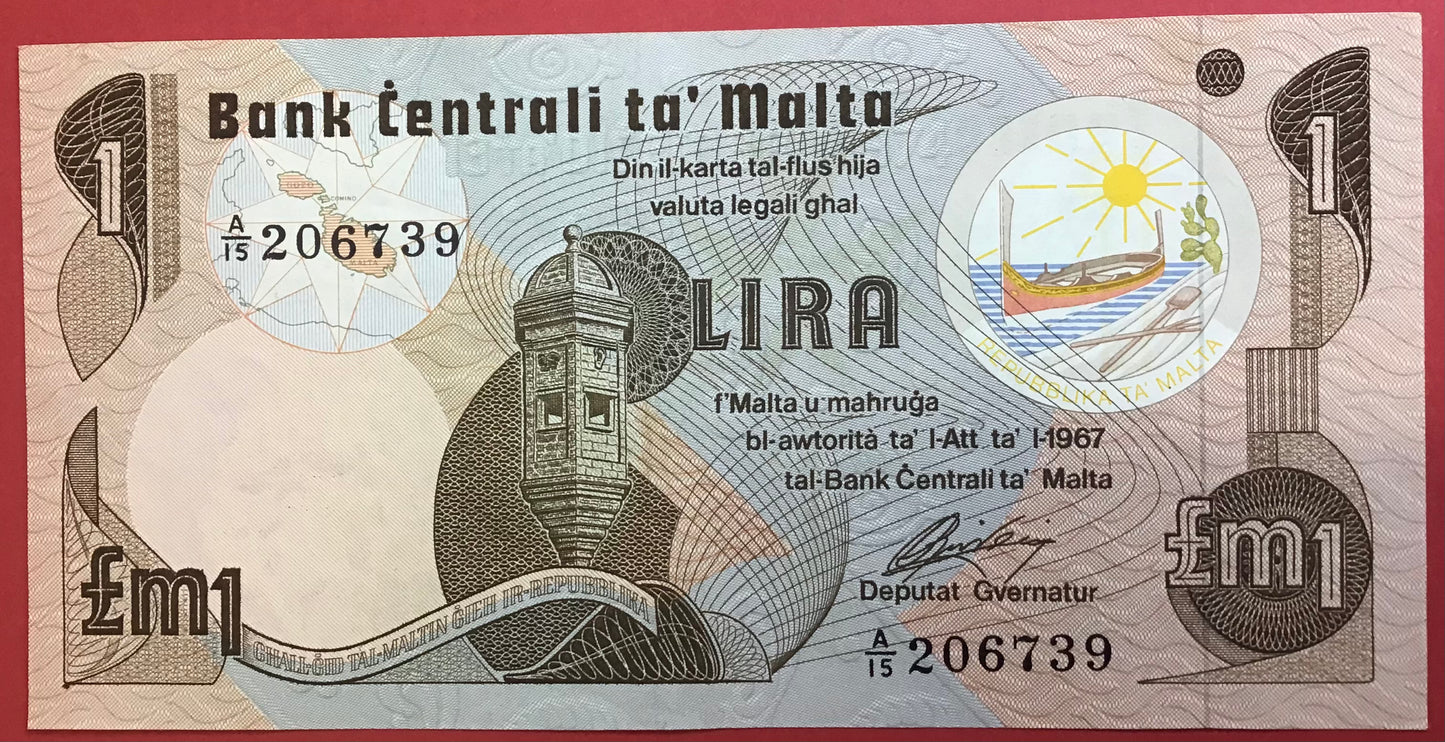 1
1
Bank Ċentrali ta' Malta
Din il-karta tal-flus hija
valuta legali għal
GOZO
COMINO
MALTA
A/15 206739
LIRA
REPUBBLIKA TA' MALTA
f'Malta u maħruġa
bl-awtorità ta' l-Att ta' l-1967
tal-Bank Ċentrali ta' Malta
Deputat Gvernatur
A/15 206739
£m1
£m1
GĦALL-ĠID TAL-MALTIN ĠIEĦ IR-REPUBBLIKA